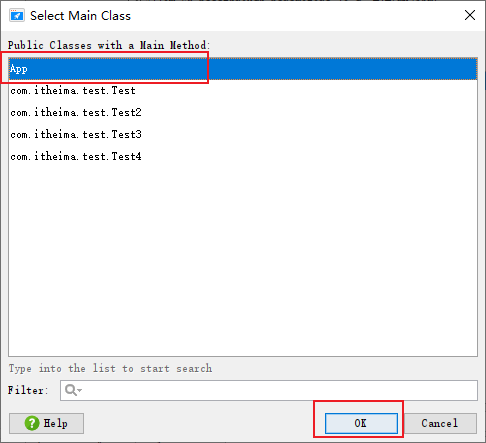 Select Main Class
Public Classes with a Main Method:
App
com.itheima.test.Test
com.itheima.test.Test2
com.itheima.test.Test3
com.itheima.test.Test4
Type into the list to start search
Filter:
Help OK Cancel